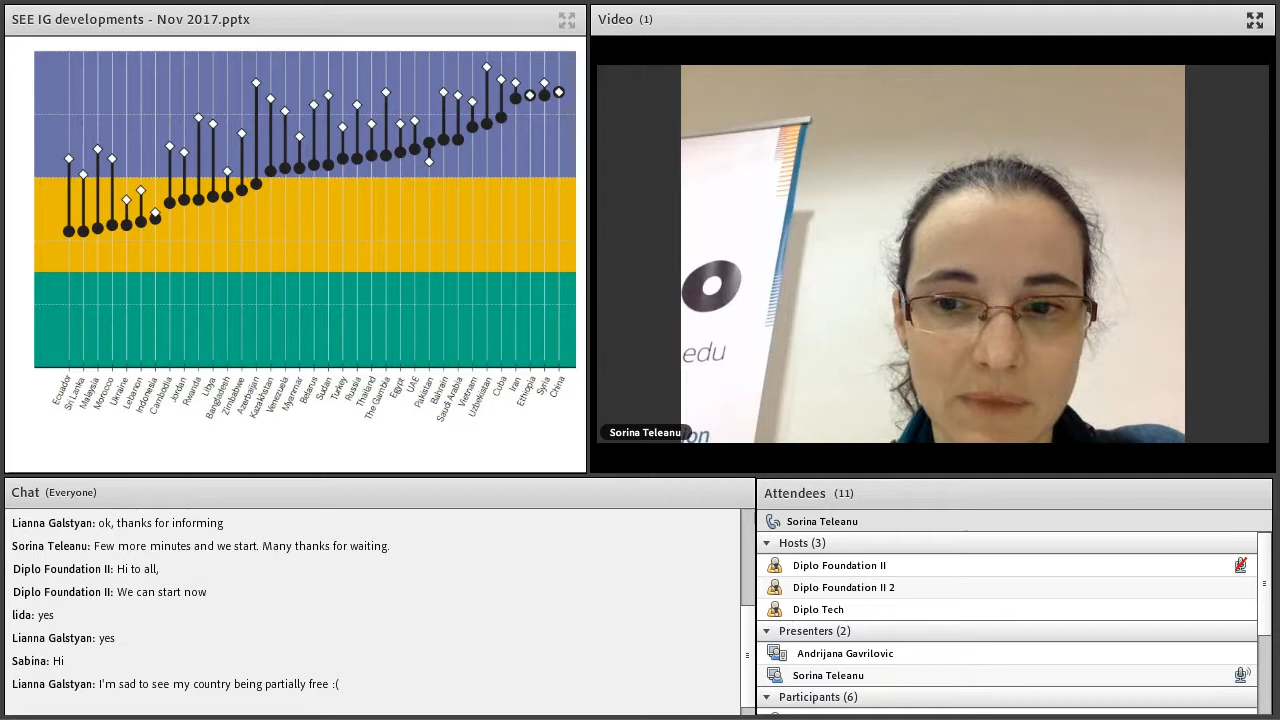 SEE IG developments - Nov 2017.pptx
Ecuador
Sri Lanka
Malaysia
Morocco
Ukraine
Lebanon
Indonesia
Cambodia
Jordan
Rwanda
Libya
Bangladesh
Zimbabwe
Azerbaijan
Kazakhstan
Venezuela
Myanmar
Belarus
Sudan
Turkey
Russia
Thailand
The Gambia
Egypt
UAE
Pakistan
Bahrain
Saudi Arabia
Vietnam
Uzbekistan
Cuba
Iran
Ethiopia
Syria
China
Video (1)
o
edu
on
Sorina Teleanu
Chat (Everyone)
Lianna Galstyan: ok, thanks for informing
Sorina Teleanu: Few more minutes and we start. Many thanks for waiting.
Diplo Foundation II: Hi to all,
Diplo Foundation II: We can start now
lida: yes
Lianna Galstyan: yes
Sabina: Hi
Lianna Galstyan: I'm sad to see my country being partially free :(
Attendees (11)
Sorina Teleanu
Hosts (3)
Diplo Foundation II
Diplo Foundation II 2
Diplo Tech
Presenters (2)
Andrijana Gavrilovic
Sorina Teleanu
Participants (6)